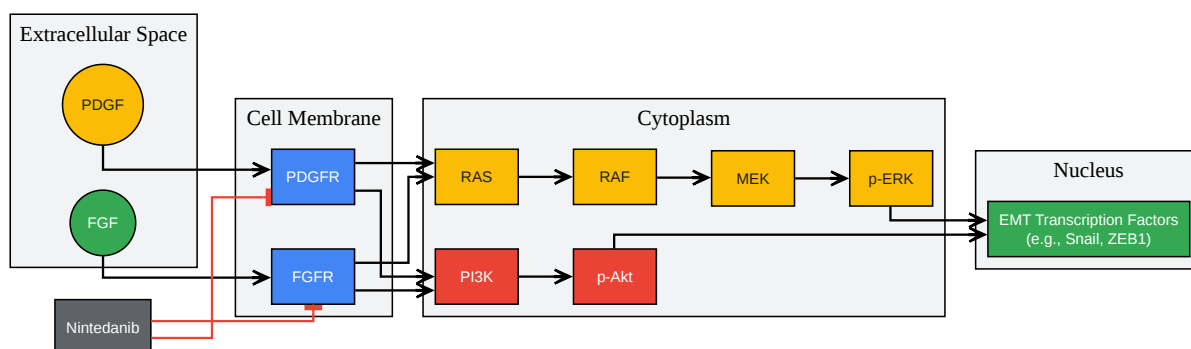 Extracellular Space
PDGF
FGF
Nintedanib
Cell Membrane
PDGFR
FGFR
Cytoplasm
RAS
RAF
MEK
p-ERK
PI3K
p-Akt
Nucleus
EMT Transcription Factors
(e.g., Snail, ZEB1)